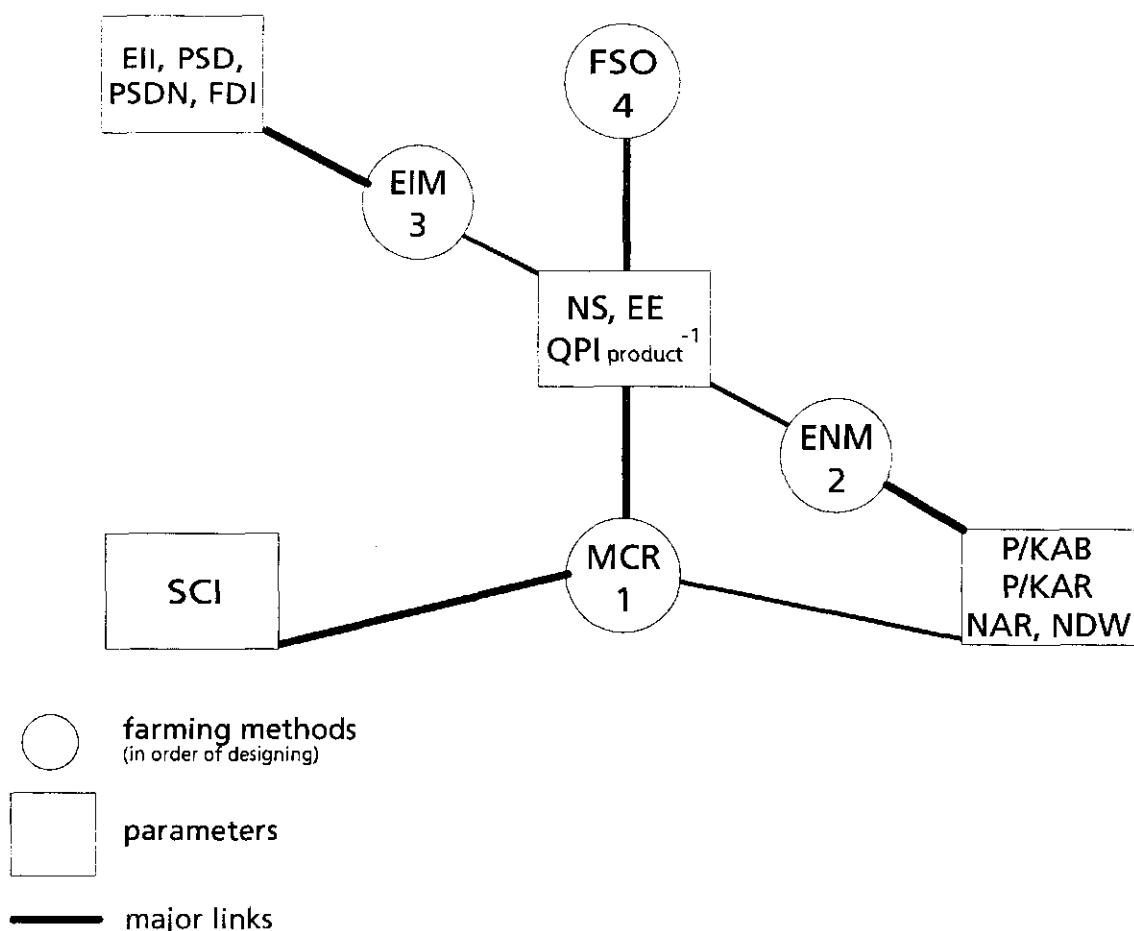 EII, PSD,
PSDN, FDI
FSO
4
EIM
3
NS, EE
QPI product⁻¹
ENM
2
SCI
MCR
1
P/KAB
P/KAR
NAR, NDW
farming methods
(in order of designing)
parameters
major links